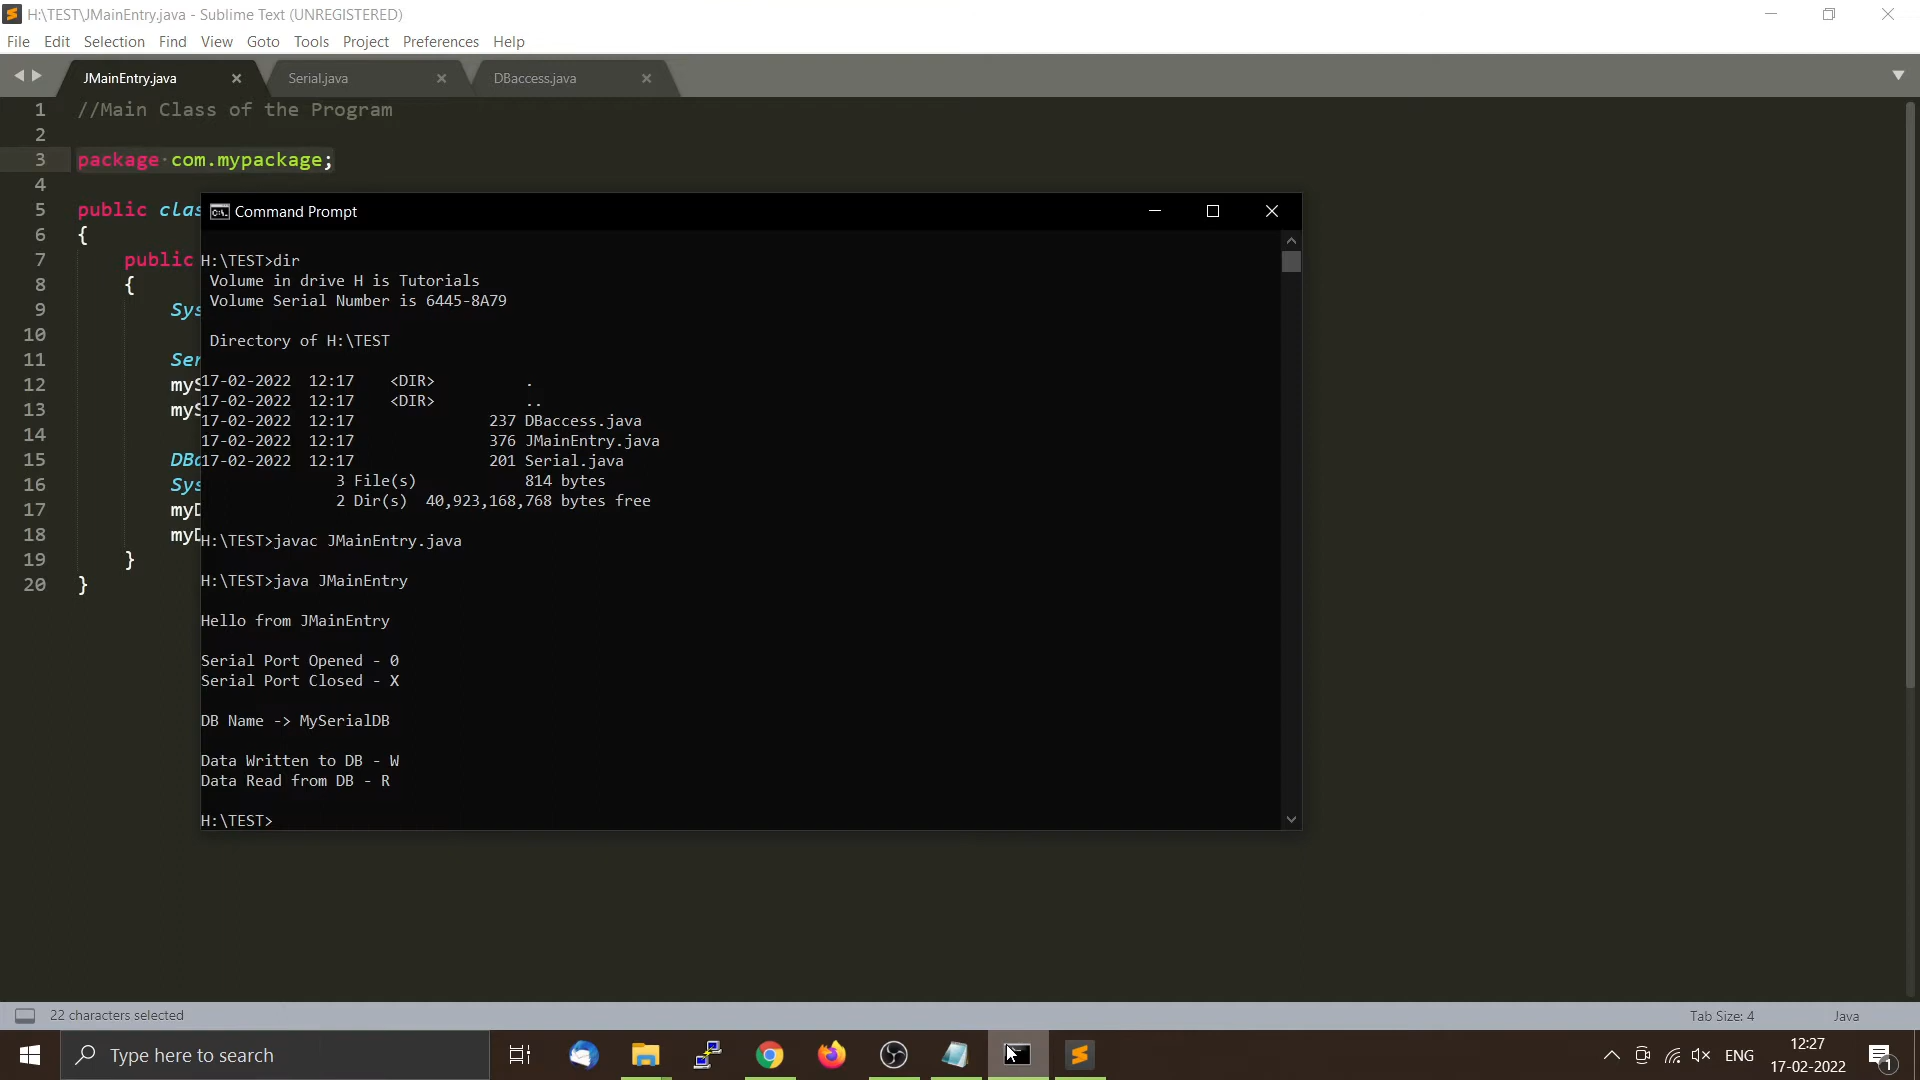 H:\TEST\JMainEntry.java - Sublime Text (UNREGISTERED)
File Edit Selection Find View Goto Tools Project Preferences Help
JMainEntry.java × Serial.java × DBaccess.java ×
1 //Main Class of the Program
2
3 package com.mypackage;
4
5 public clas
6 {
7 public
8 {
9 Sys
10
11 Ser
12 myS
13 myS
14
15 DBa
16 Sys
17 myD
18 myD
19 }
20 }
Command Prompt
H:\TEST>dir
Volume in drive H is Tutorials
Volume Serial Number is 6445-8A79
Directory of H:\TEST
17-02-2022 12:17 <DIR> .
17-02-2022 12:17 <DIR> ..
17-02-2022 12:17 237 DBaccess.java
17-02-2022 12:17 376 JMainEntry.java
17-02-2022 12:17 201 Serial.java
3 File(s) 814 bytes
2 Dir(s) 40,923,168,768 bytes free
H:\TEST>javac JMainEntry.java
H:\TEST>java JMainEntry
Hello from JMainEntry
Serial Port Opened - 0
Serial Port Closed - X
DB Name -> MySerialDB
Data Written to DB - W
Data Read from DB - R
H:\TEST>
22 characters selected
Tab Size: 4 Java
Type here to search
ENG
12:27
17-02-2022
1